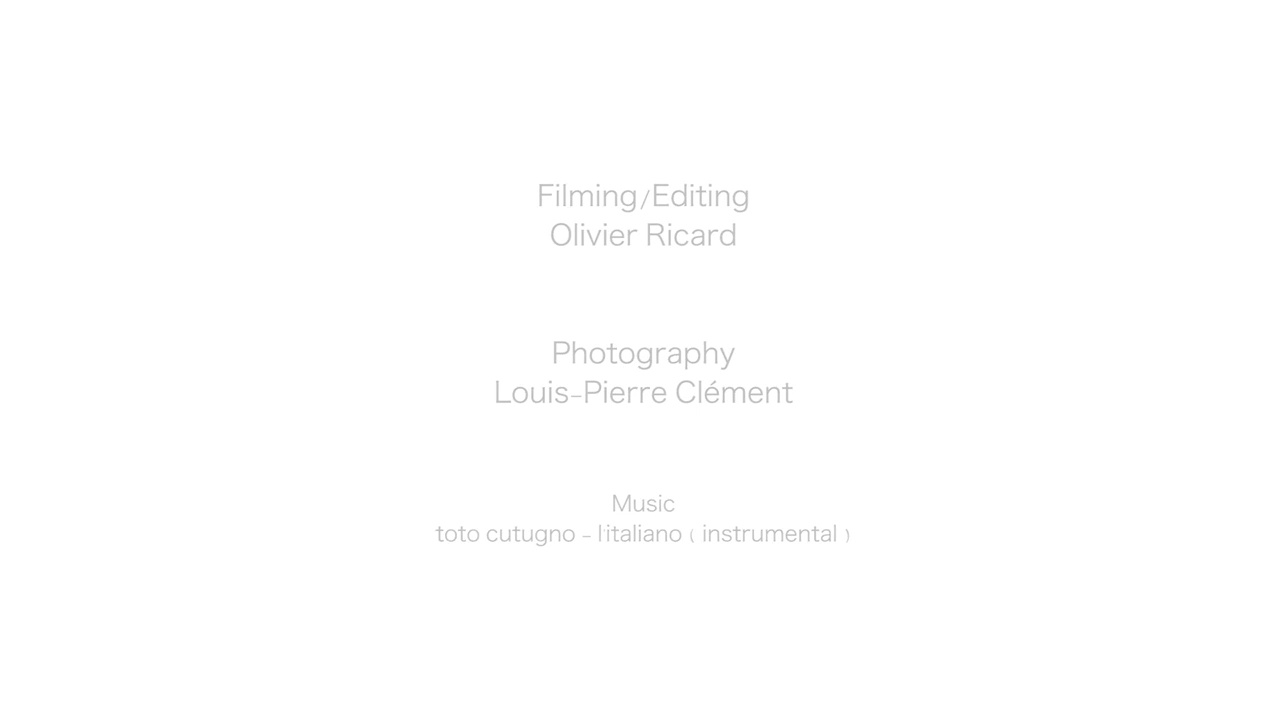 Filming/Editing
Olivier Ricard
Photography
Louis-Pierre Clément
Music
toto cutugno - l'italiano ( instrumental )